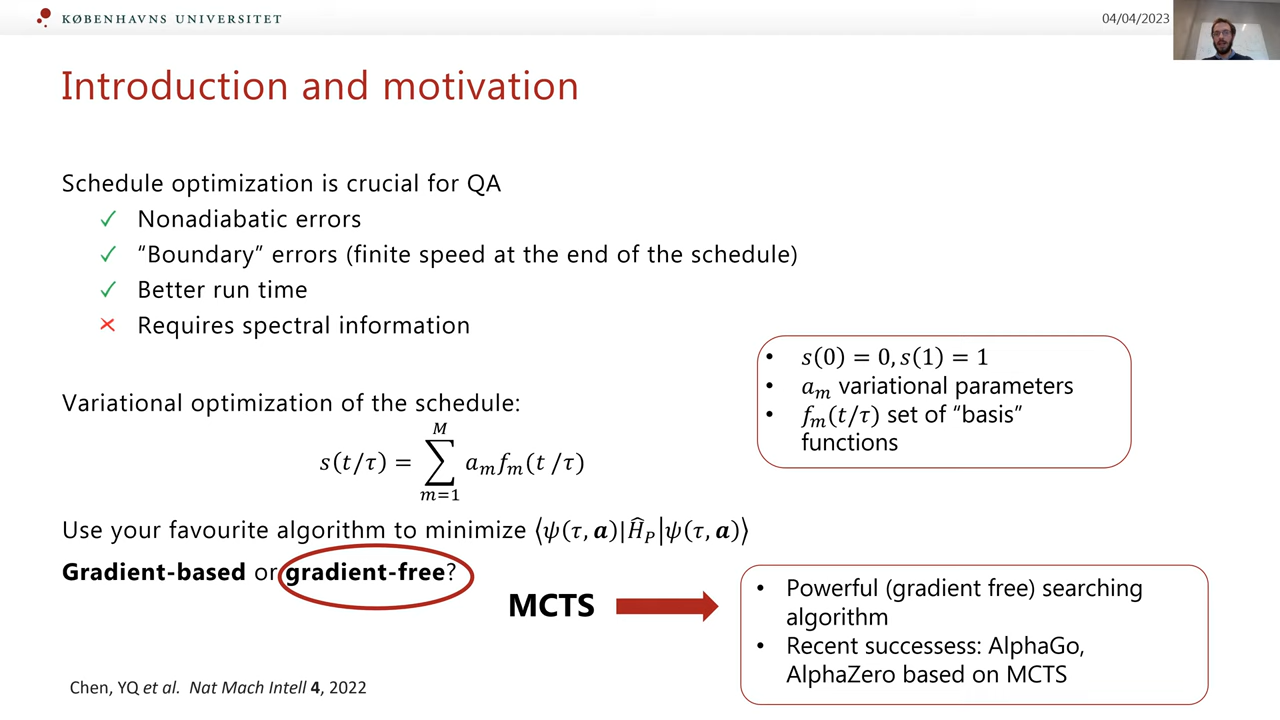 KØBENHAVNS UNIVERSITET
04/04/2023
Introduction and motivation
Schedule optimization is crucial for QA
✓ Nonadiabatic errors
✓ “Boundary” errors (finite speed at the end of the schedule)
✓ Better run time
✕ Requires spectral information
• s(0) = 0, s(1) = 1
• a_m variational parameters
• f_m(t/τ) set of “basis”
functions
Variational optimization of the schedule:
s(t/τ) = ∑_{m=1}^{M} a_m f_m(t /τ)
Use your favourite algorithm to minimize ⟨ψ(τ, a)|Ĥ_P|ψ(τ, a)⟩
Gradient-based or gradient-free?
MCTS
• Powerful (gradient free) searching
algorithm
• Recent successess: AlphaGo,
AlphaZero based on MCTS
Chen, YQ et al. Nat Mach Intell 4, 2022